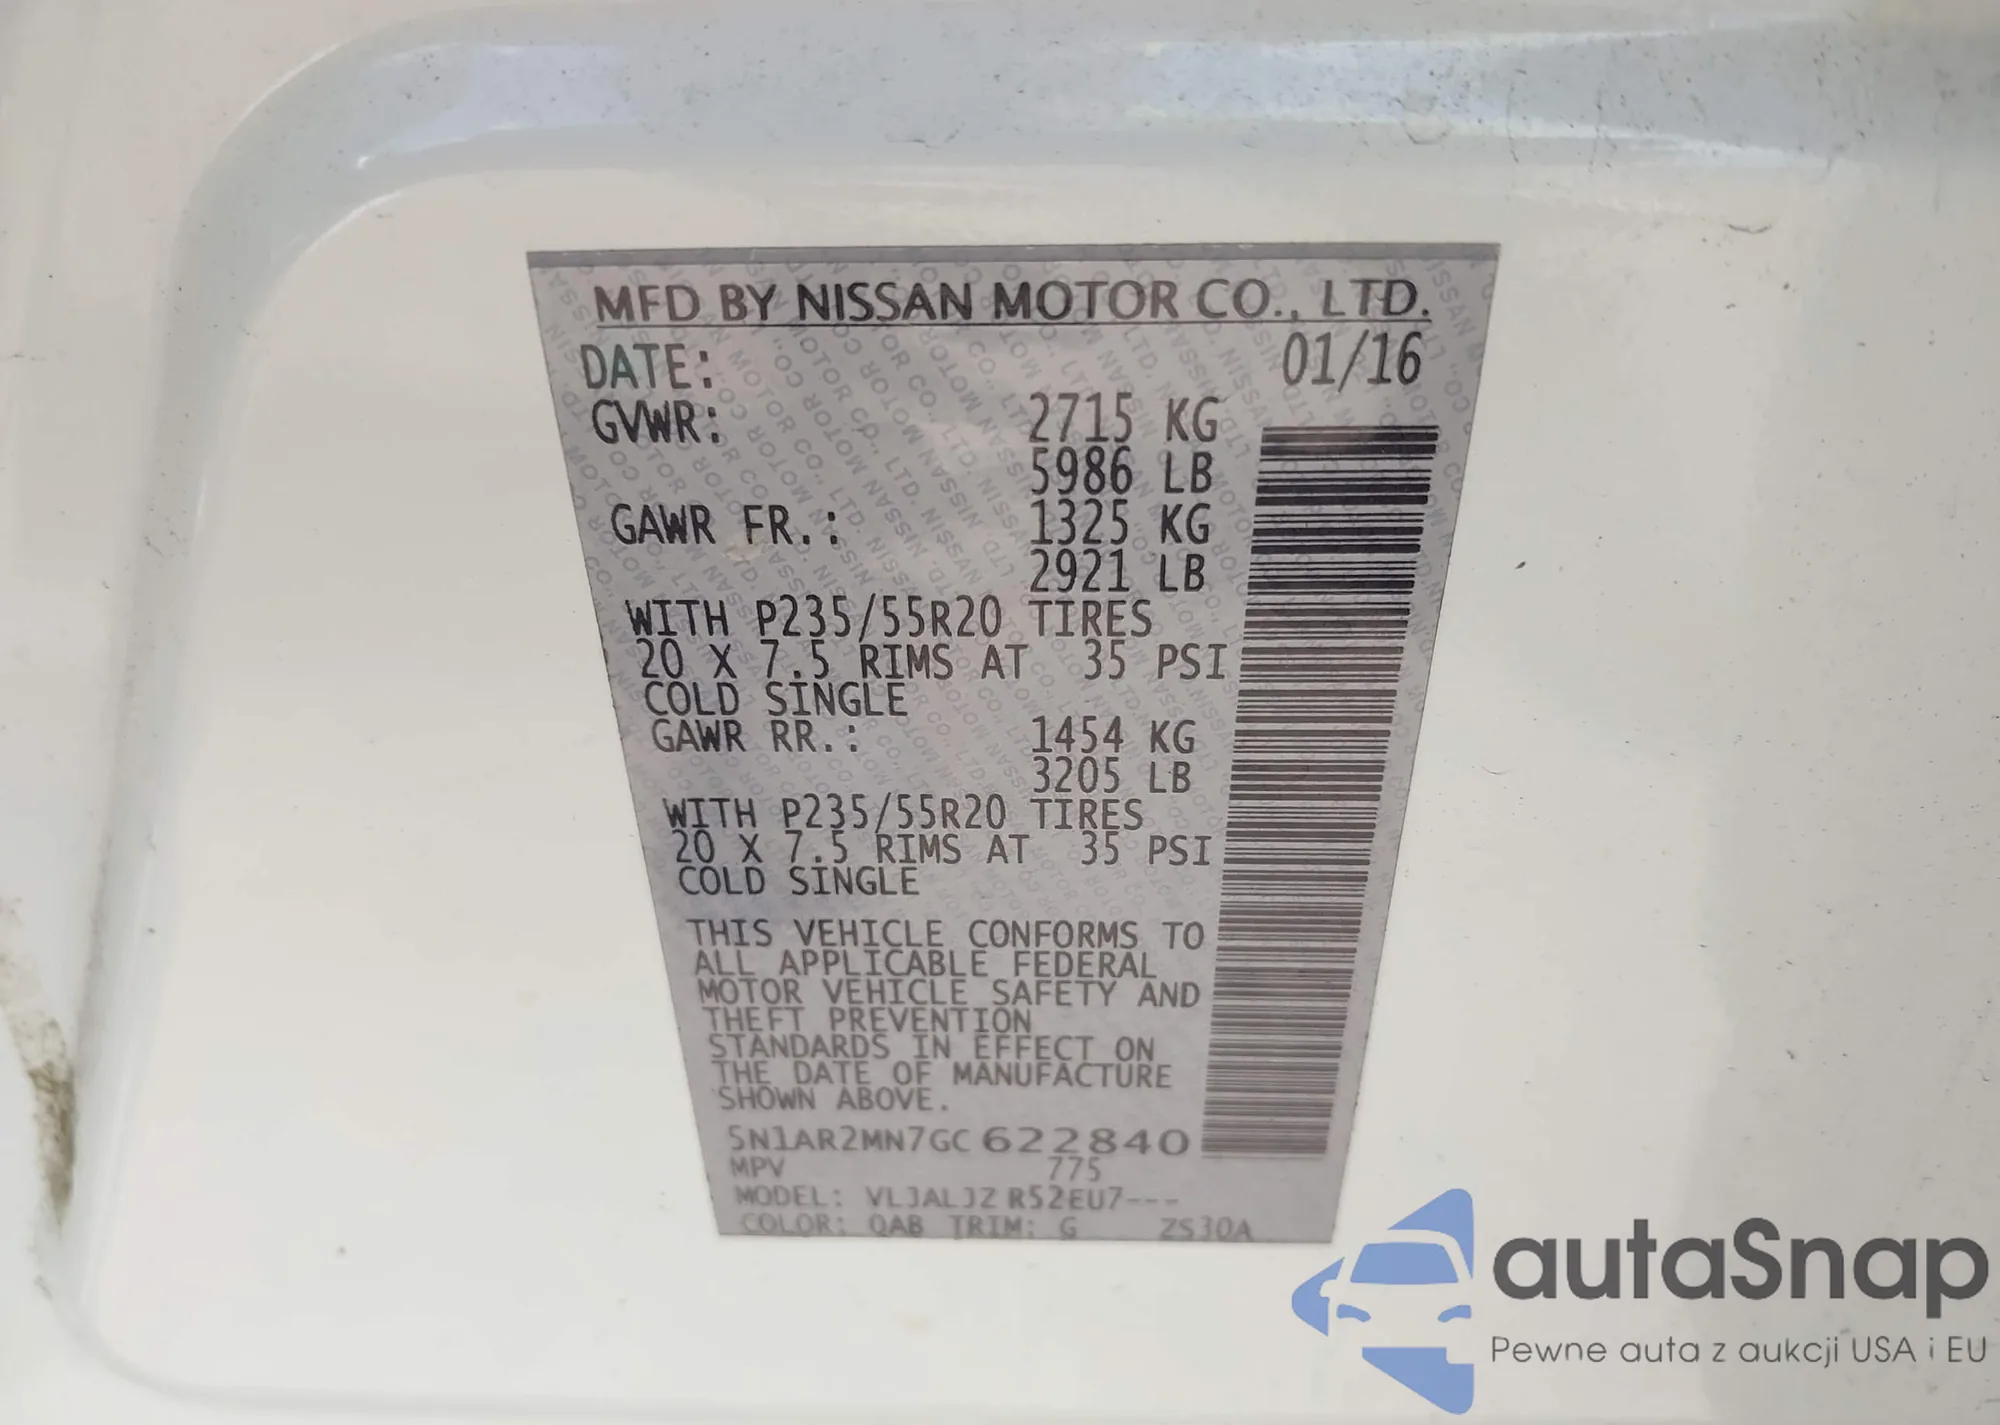 MFD BY NISSAN MOTOR CO., LTD.
DATE: 01/16
GVWR: 2715 KG
5986 LB
GAWR FR.: 1325 KG
2921 LB
WITH P235/55R20 TIRES
20 X 7.5 RIMS AT 35 PSI
COLD SINGLE
GAWR RR.: 1454 KG
3205 LB
WITH P235/55R20 TIRES
20 X 7.5 RIMS AT 35 PSI
COLD SINGLE
THIS VEHICLE CONFORMS TO
ALL APPLICABLE FEDERAL
MOTOR VEHICLE SAFETY AND
THEFT PREVENTION
STANDARDS IN EFFECT ON
THE DATE OF MANUFACTURE
SHOWN ABOVE.
5N1AR2MN7GC622840
MPV 775
MODEL: VLJALJZ R52EU7---
COLOR: QAB TRIM: G ZS30A
autaSnap
Pewne auta z aukcji USA i EU